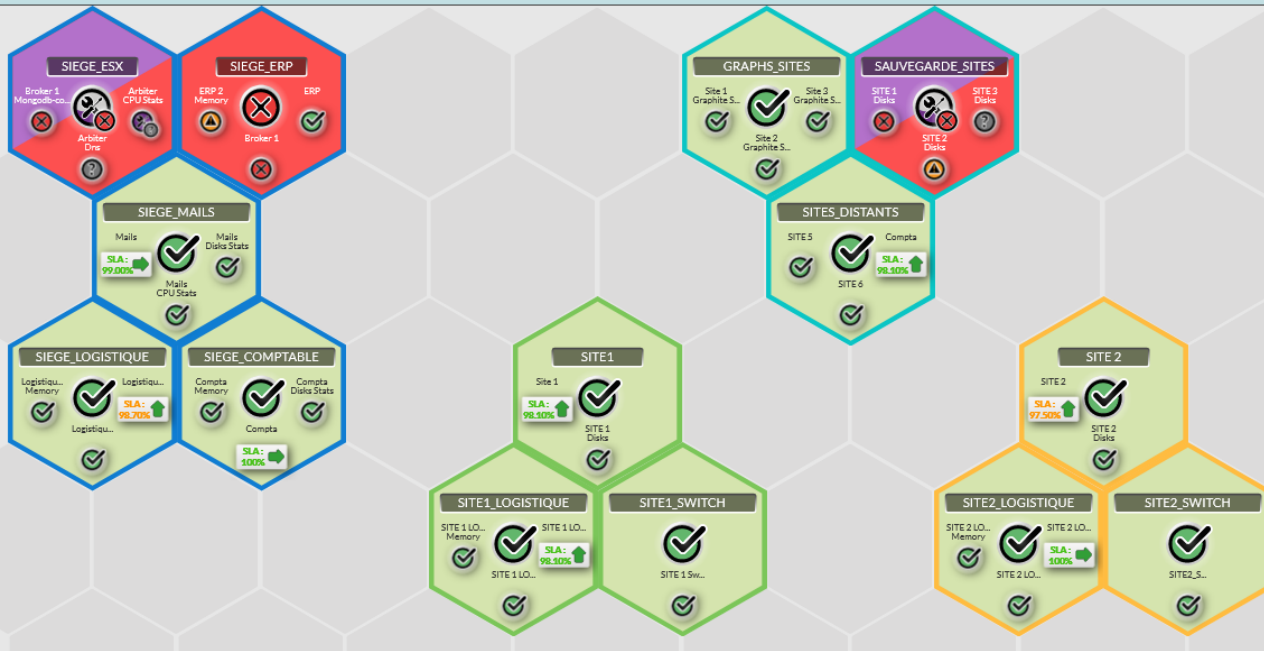 SIEGE_ESX
Broker 1
Mongodb-co...
Arbiter
CPU Stats
Arbiter
Dns
SIEGE_ERP
ERP 2
Memory
ERP
Broker 1
GRAPHS_SITES
Site 1
Graphite S...
Site 3
Graphite S...
Site 2
Graphite S...
SAUVEGARDE_SITES
SITE 1
Disks
SITE 3
Disks
SITE 2
Disks
SIEGE_MAILS
Mails
SLA:
99.00%
Mails
Disks Stats
Mails
CPU Stats
SITES_DISTANTS
SITE 5
Compta
SLA:
98.10%
SITE 6
SIEGE_LOGISTIQUE
Logistiqu...
Memory
Logistiqu...
SLA:
98.70%
Logistiqu...
SIEGE_COMPTABLE
Compta
Memory
Compta
Disks Stats
Compta
SLA:
100%
SITE1
Site 1
SLA:
98.10%
SITE 1
Disks
SITE 2
SITE 2
SLA:
97.50%
SITE 2
Disks
SITE1_LOGISTIQUE
SITE 1 LO...
Memory
SITE 1 LO...
SLA:
98.10%
SITE 1 LO...
SITE1_SWITCH
SITE 1 Sw...
SITE2_LOGISTIQUE
SITE 2 LO...
Memory
SITE 2 LO...
SLA:
100%
SITE 2 LO...
SITE2_SWITCH
SITE2_S...